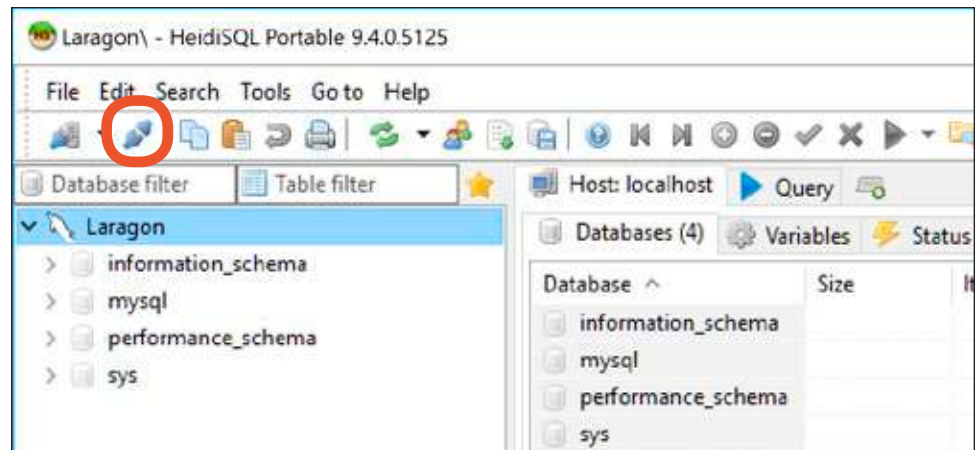 Laragon\ - HeidiSQL Portable 9.4.0.5125
File Edit Search Tools Go to Help
Database filter Table filter Host: localhost Query
Laragon Databases (4) Variables Status
information_schema Database Size
mysql information_schema
performance_schema mysql
sys performance_schema
sys